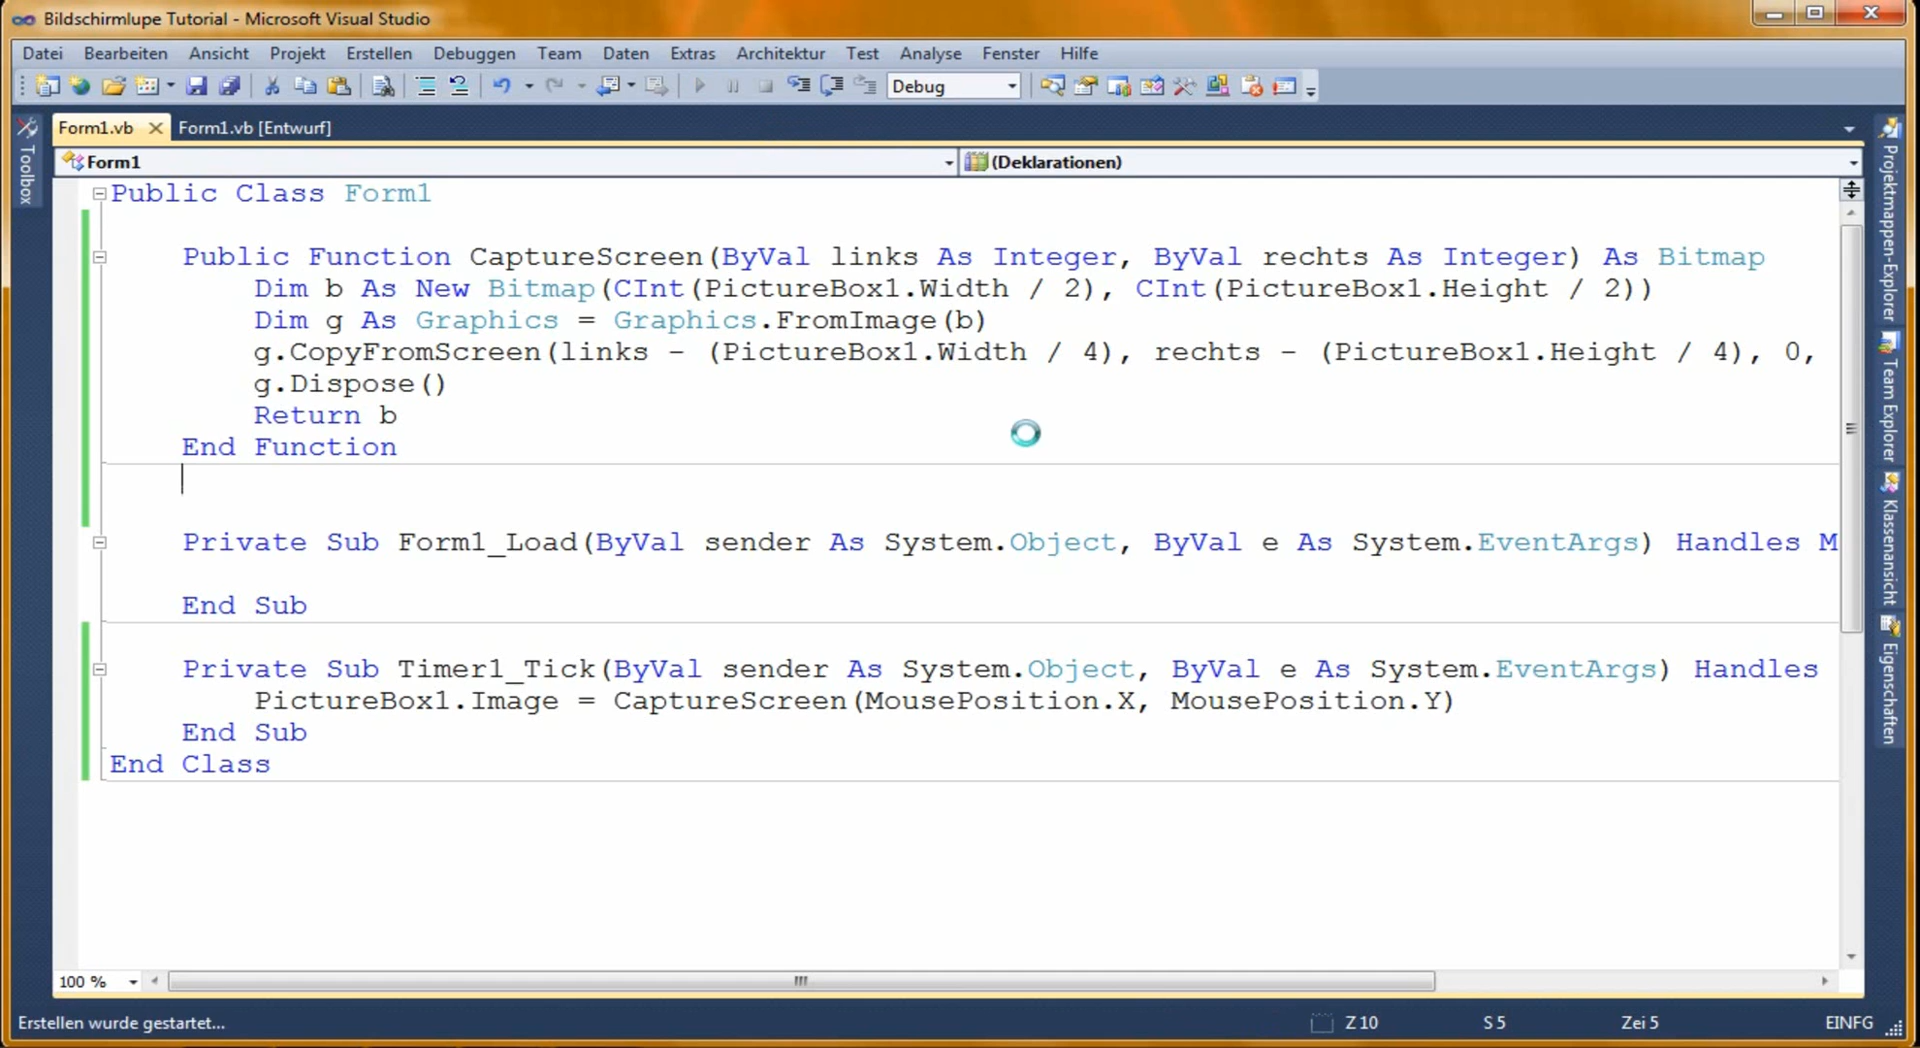 Bildschirmlupe Tutorial - Microsoft Visual Studio
Datei Bearbeiten Ansicht Projekt Erstellen Debuggen Team Daten Extras Architektur Test Analyse Fenster Hilfe
Debug
Form1.vb Form1.vb [Entwurf]
Form1 (Deklarationen)
Toolbox
Public Class Form1
Public Function CaptureScreen(ByVal links As Integer, ByVal rechts As Integer) As Bitmap
Dim b As New Bitmap(CInt(PictureBox1.Width / 2), CInt(PictureBox1.Height / 2))
Dim g As Graphics = Graphics.FromImage(b)
g.CopyFromScreen(links - (PictureBox1.Width / 4), rechts - (PictureBox1.Height / 4), 0,
g.Dispose()
Return b
End Function
Private Sub Form1_Load(ByVal sender As System.Object, ByVal e As System.EventArgs) Handles M
End Sub
Private Sub Timer1_Tick(ByVal sender As System.Object, ByVal e As System.EventArgs) Handles
PictureBox1.Image = CaptureScreen(MousePosition.X, MousePosition.Y)
End Sub
End Class
Projektmappen-Explorer
Team Explorer
Klassenansicht
Eigenschaften
100 %
Erstellen wurde gestartet... Z 10 S 5 Zei 5 EINFG